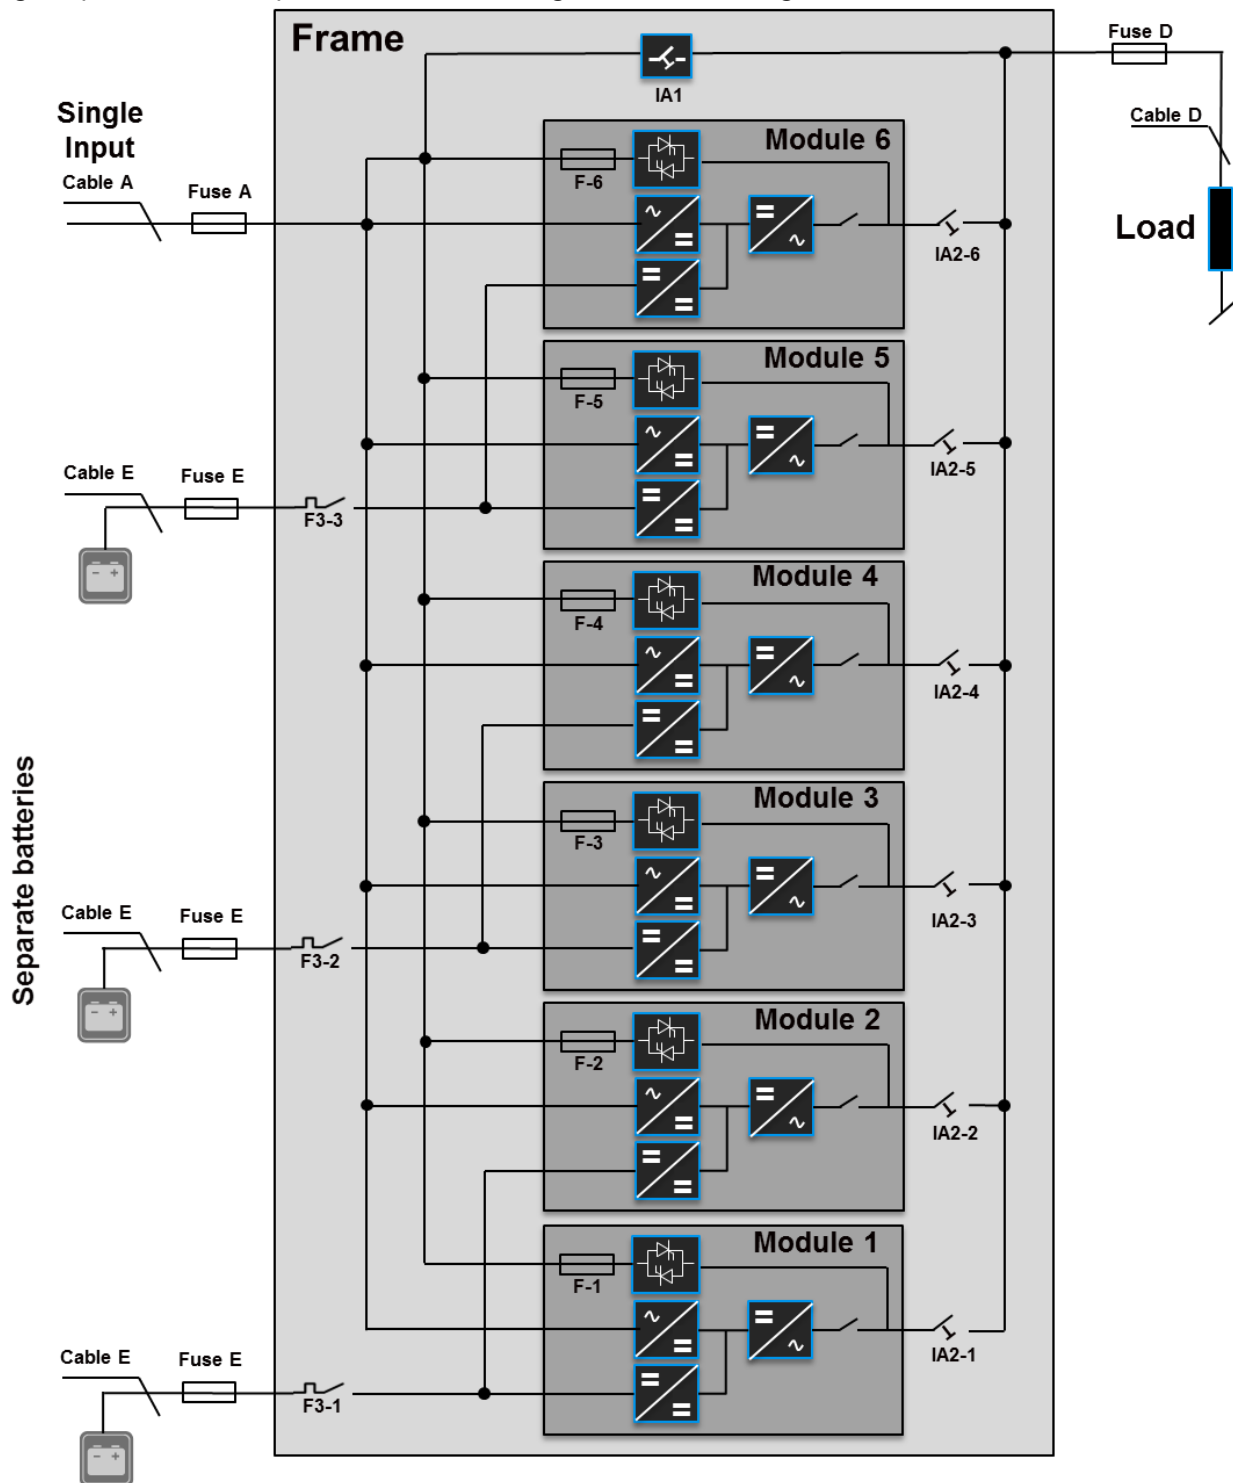 Frame
Fuse D
IA1
Cable D
Single
Input
Cable A
Fuse A
Module 6
F-6
IA2-6
Load
Module 5
F-5
IA2-5
Cable E
Fuse E
F3-3
Module 4
F-4
IA2-4
Separate batteries
Module 3
F-3
IA2-3
Cable E
Fuse E
F3-2
Module 2
F-2
IA2-2
Module 1
F-1
IA2-1
Cable E
Fuse E
F3-1